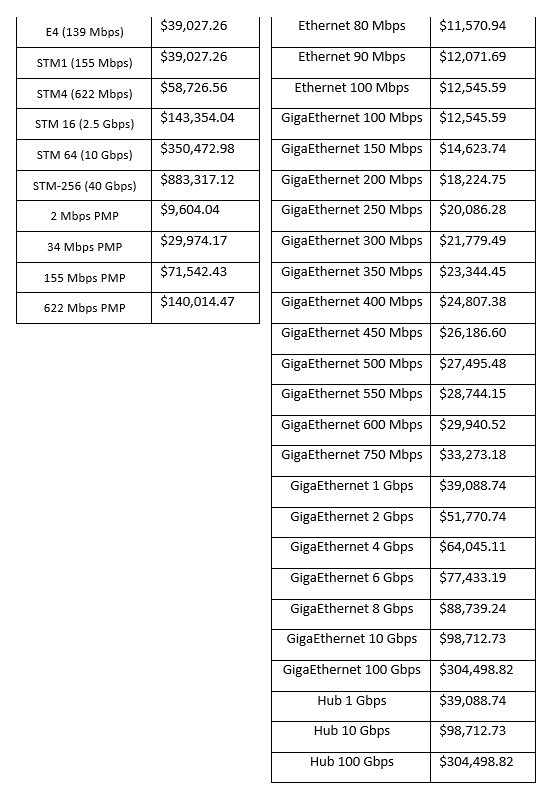 E4 (139 Mbps) $39,027.26
STM1 (155 Mbps) $39,027.26
STM4 (622 Mbps) $58,726.56
STM 16 (2.5 Gbps) $143,354.04
STM 64 (10 Gbps) $350,472.98
STM-256 (40 Gbps) $883,317.12
2 Mbps PMP $9,604.04
34 Mbps PMP $29,974.17
155 Mbps PMP $71,542.43
622 Mbps PMP $140,014.47
Ethernet 80 Mbps $11,570.94
Ethernet 90 Mbps $12,071.69
Ethernet 100 Mbps $12,545.59
GigaEthernet 100 Mbps $12,545.59
GigaEthernet 150 Mbps $14,623.74
GigaEthernet 200 Mbps $18,224.75
GigaEthernet 250 Mbps $20,086.28
GigaEthernet 300 Mbps $21,779.49
GigaEthernet 350 Mbps $23,344.45
GigaEthernet 400 Mbps $24,807.38
GigaEthernet 450 Mbps $26,186.60
GigaEthernet 500 Mbps $27,495.48
GigaEthernet 550 Mbps $28,744.15
GigaEthernet 600 Mbps $29,940.52
GigaEthernet 750 Mbps $33,273.18
GigaEthernet 1 Gbps $39,088.74
GigaEthernet 2 Gbps $51,770.74
GigaEthernet 4 Gbps $64,045.11
GigaEthernet 6 Gbps $77,433.19
GigaEthernet 8 Gbps $88,739.24
GigaEthernet 10 Gbps $98,712.73
GigaEthernet 100 Gbps $304,498.82
Hub 1 Gbps $39,088.74
Hub 10 Gbps $98,712.73
Hub 100 Gbps $304,498.82